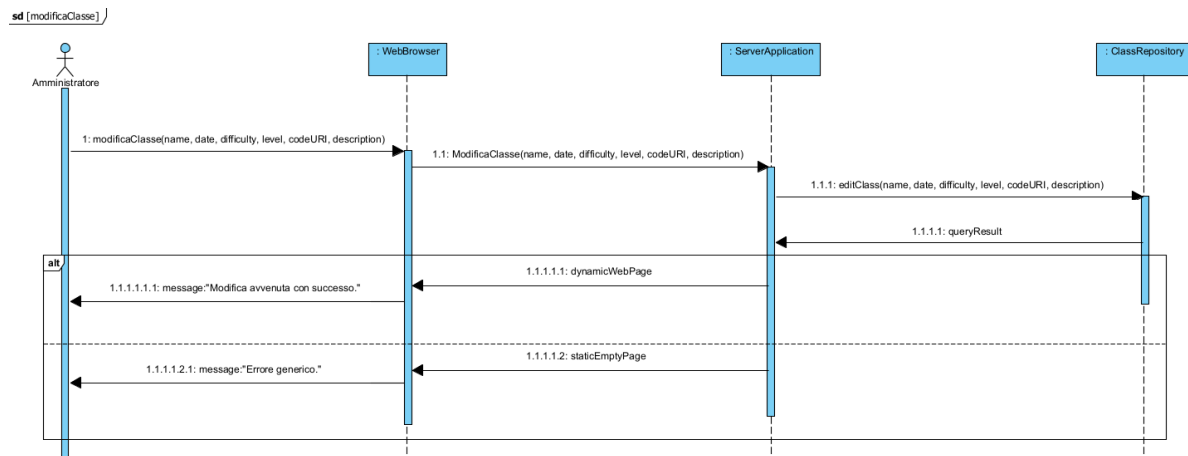 sd [modificaClasse]
: WebBrowser
: ServerApplication
: ClassRepository
Amministratore
1: modificaClasse(name, date, difficulty, level, codeURI, description)
1.1: ModificaClasse(name, date, difficulty, level, codeURI, description)
1.1.1: editClass(name, date, difficulty, level, codeURI, description)
1.1.1.1: queryResult
alt
1.1.1.1.1: dynamicWebPage
1.1.1.1.1.1: message:"Modifica avvenuta con successo."
1.1.1.1.2: staticEmptyPage
1.1.1.1.2.1: message:"Errore generico."